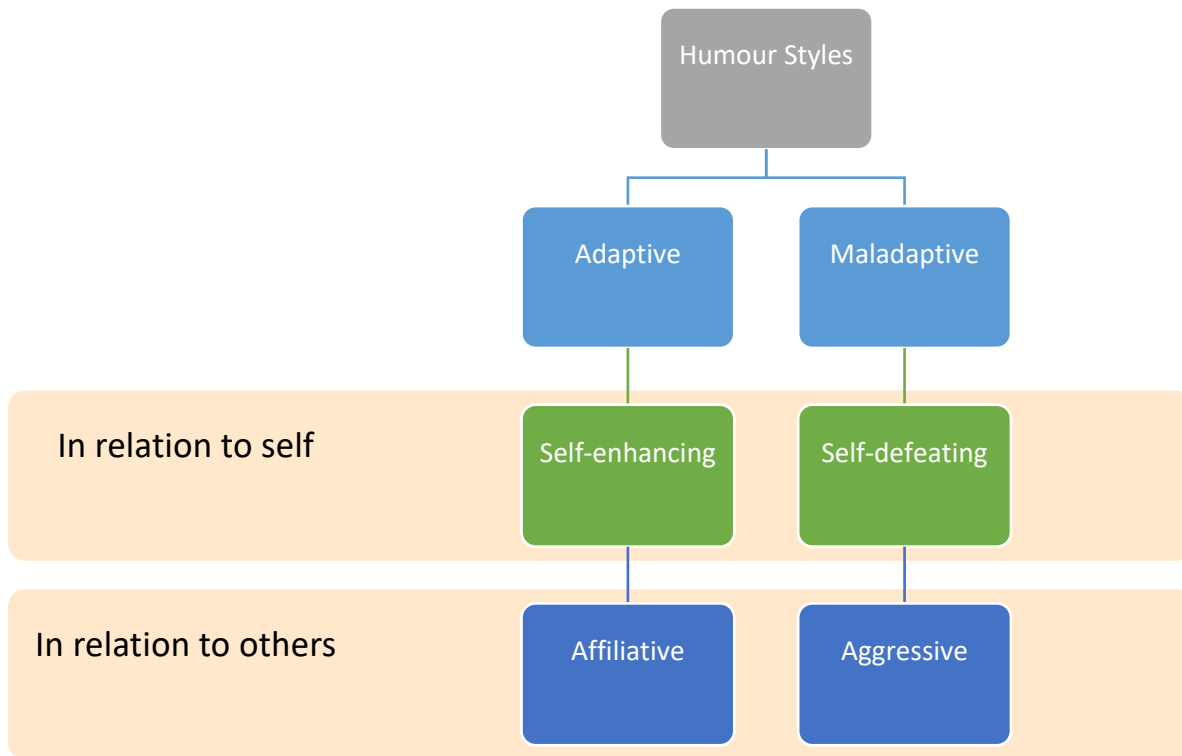 Humour Styles
Adaptive
Maladaptive
In relation to self
Self-enhancing
Self-defeating
In relation to others
Affiliative
Aggressive